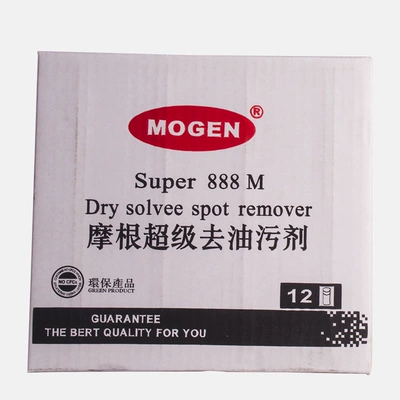 MOGEN ®
Super 888 M
Dry solvee spot remover
摩根超级去油污剂
NO CFCs
環保產品
GREEN PRODUCT
12
GUARANTEE
THE BERT QUALITY FOR YOU